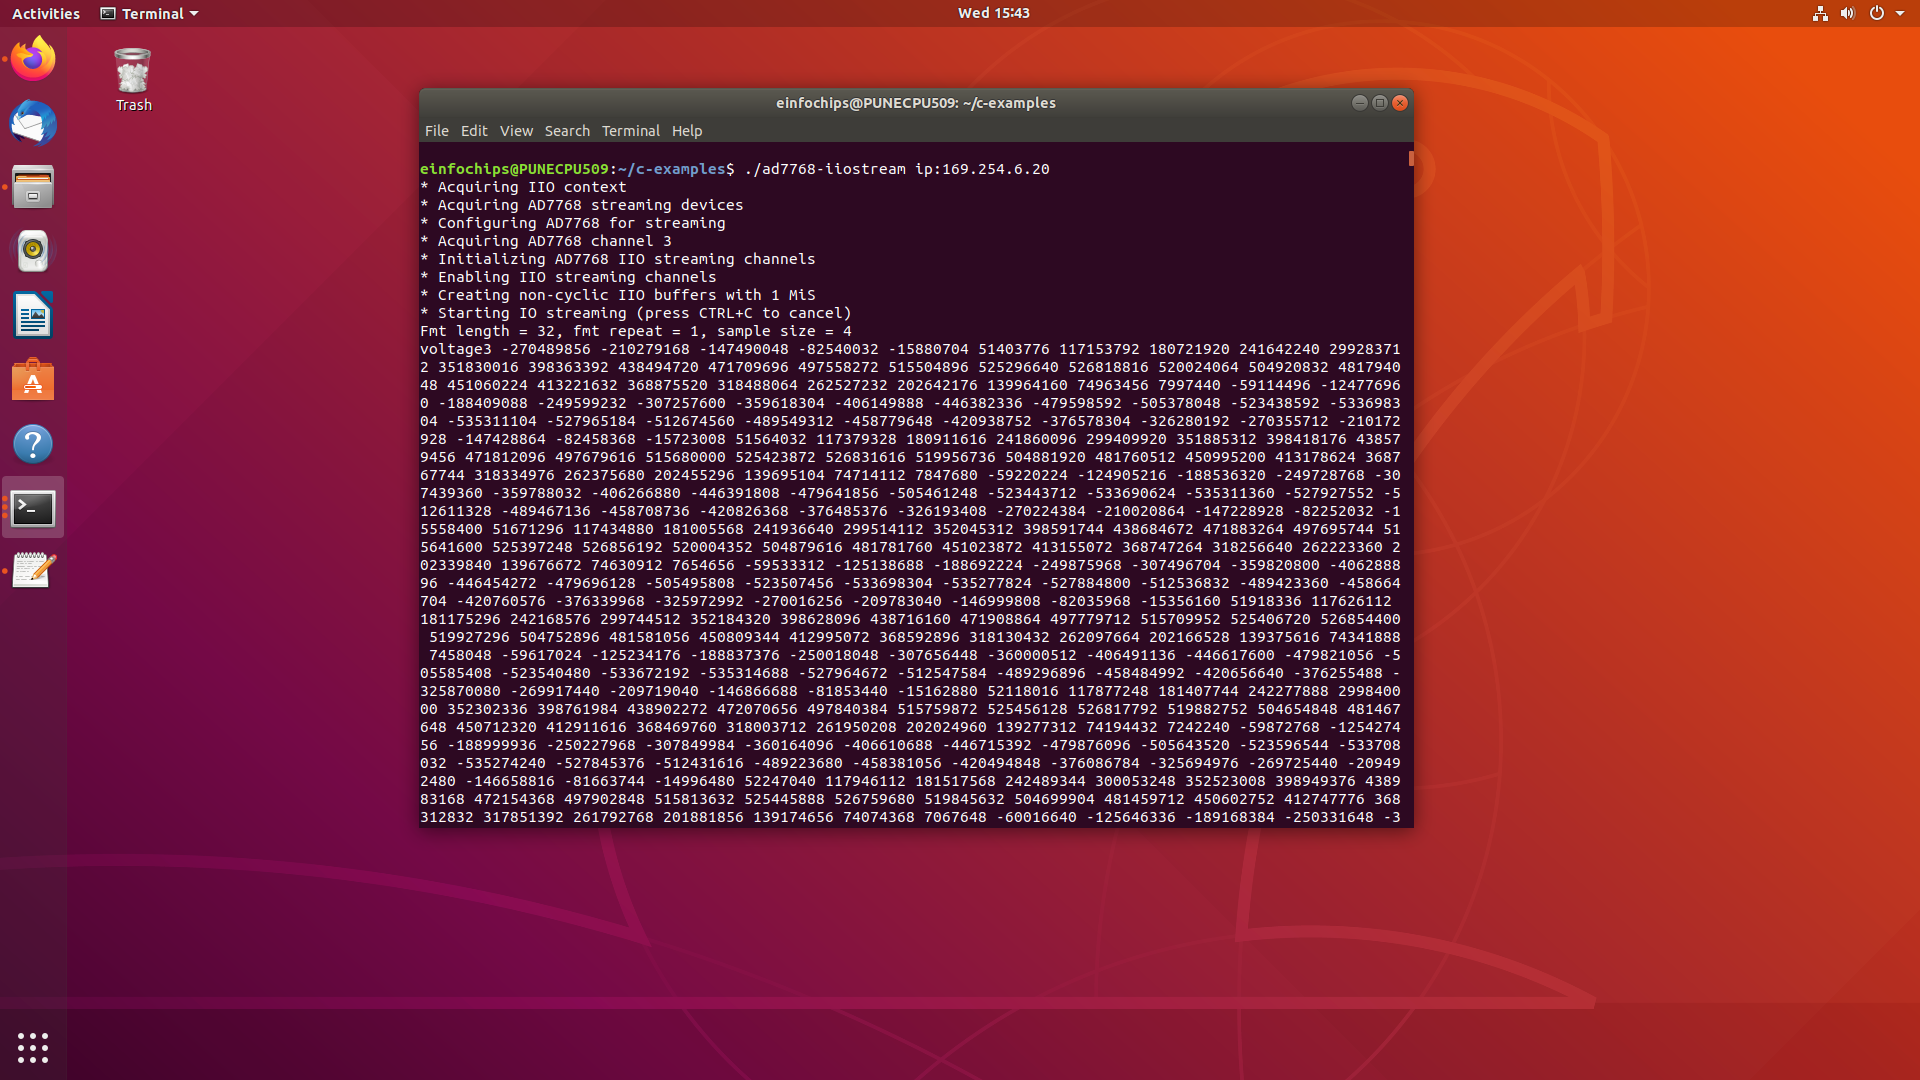 Activities Terminal Wed 15:43
Trash
einfochips@PUNECPU509: ~/c-examples
File Edit View Search Terminal Help
einfochips@PUNECPU509:~/c-examples$ ./ad7768-iiostream ip:169.254.6.20
* Acquiring IIO context
* Acquiring AD7768 streaming devices
* Configuring AD7768 for streaming
* Acquiring AD7768 channel 3
* Initializing AD7768 IIO streaming channels
* Enabling IIO streaming channels
* Creating non-cyclic IIO buffers with 1 MiS
* Starting IO streaming (press CTRL+C to cancel)
Fmt length = 32, fmt repeat = 1, sample size = 4
voltage3 -270489856 -210279168 -147490048 -82540032 -15880704 51403776 117153792 180721920 241642240 29928371
2 351830016 398363392 438494720 471709696 497558272 515504896 525296640 526818816 520024064 504920832 4817940
48 451060224 413221632 368875520 318488064 262527232 202642176 139964160 74963456 7997440 -59114496 -12477696
0 -188409088 -249599232 -307257600 -359618304 -406149888 -446382336 -479598592 -505378048 -523438592 -5336983
04 -535311104 -527965184 -512674560 -489549312 -458779648 -420938752 -376578304 -326280192 -270355712 -210172
928 -147428864 -82458368 -15723008 51564032 117379328 180911616 241860096 299409920 351885312 398418176 43857
9456 471812096 497679616 515680000 525423872 526831616 519956736 504881920 481760512 450995200 413178624 3687
67744 318334976 262375680 202455296 139695104 74714112 7847680 -59220224 -124905216 -188536320 -249728768 -30
7439360 -359788032 -406266880 -446391808 -479641856 -505461248 -523443712 -533690624 -535311360 -527927552 -5
12611328 -489467136 -458708736 -420826368 -376485376 -326193408 -270224384 -210020864 -147228928 -82252032 -1
5558400 51671296 117434880 181005568 241936640 299514112 352045312 398591744 438684672 471883264 497695744 51
5641600 525397248 526856192 520004352 504879616 481781760 451023872 413155072 368747264 318256640 262223360 2
02339840 139676672 74630912 7654656 -59533312 -125138688 -188692224 -249875968 -307496704 -359820800 -4062888
96 -446454272 -479696128 -505495808 -523507456 -533698304 -535277824 -527884800 -512536832 -489423360 -458664
704 -420760576 -376339968 -325972992 -270016256 -209783040 -146999808 -82035968 -15356160 51918336 117626112
181175296 242168576 299744512 352184320 398628096 438716160 471908864 497779712 515709952 525406720 526854400
519927296 504752896 481581056 450809344 412995072 368592896 318130432 262097664 202166528 139375616 74341888
7458048 -59617024 -125234176 -188837376 -250018048 -307656448 -360000512 -406491136 -446617600 -479821056 -5
05585408 -523540480 -533672192 -535314688 -527964672 -512547584 -489296896 -458484992 -420656640 -376255488 -
325870080 -269917440 -209719040 -146866688 -81853440 -15162880 52118016 117877248 181407744 242277888 2998400
00 352302336 398761984 438902272 472070656 497840384 515759872 525456128 526817792 519882752 504654848 481467
648 450712320 412911616 368469760 318003712 261950208 202024960 139277312 74194432 7242240 -59872768 -1254274
56 -188999936 -250227968 -307849984 -360164096 -406610688 -446715392 -479876096 -505643520 -523596544 -533708
032 -535274240 -527845376 -512431616 -489223680 -458381056 -420494848 -376086784 -325694976 -269725440 -20949
2480 -146658816 -81663744 -14996480 52247040 117946112 181517568 242489344 300053248 352523008 398949376 4389
83168 472154368 497902848 515813632 525445888 526759680 519845632 504699904 481459712 450602752 412747776 368
312832 317851392 261792768 201881856 139174656 74074368 7067648 -60016640 -125646336 -189168384 -250331648 -3